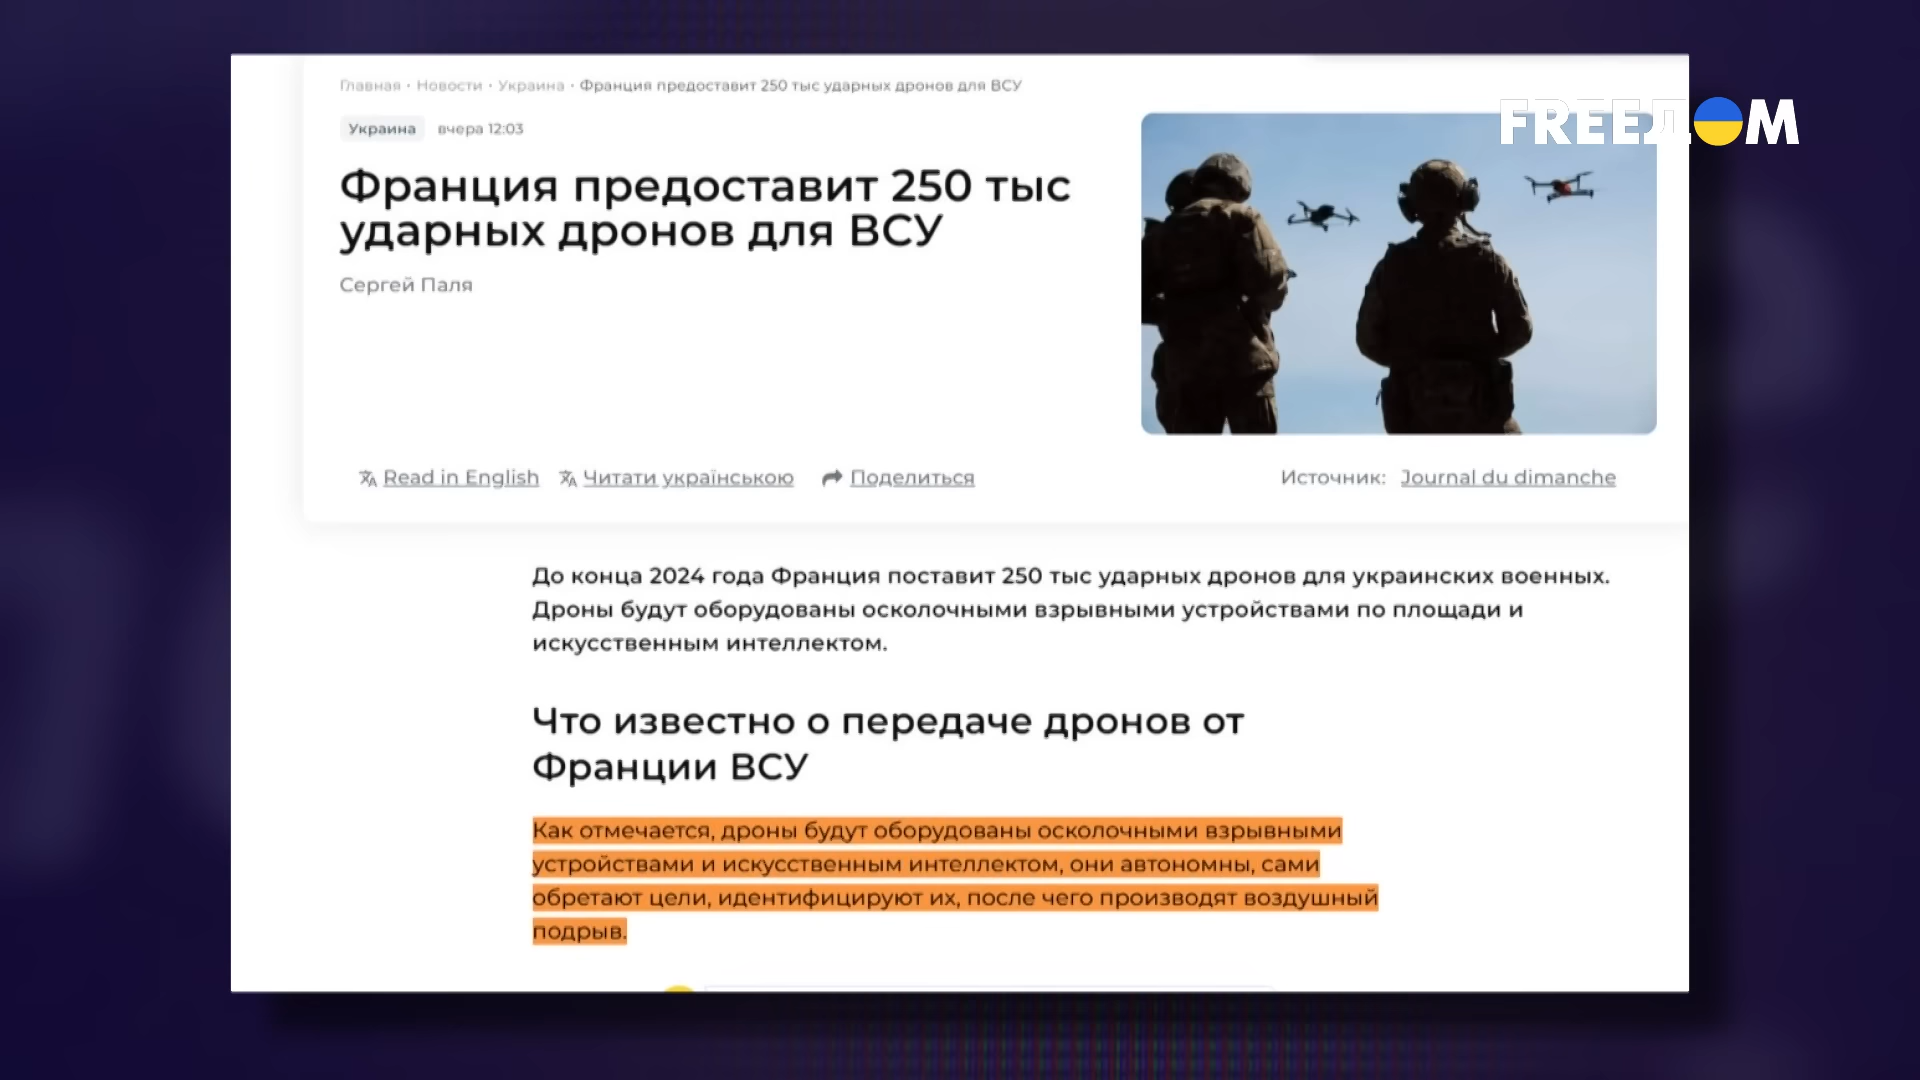 Главная • Новости • Украина • Франция предоставит 250 тыс ударных дронов для ВСУ
FREEДOM
Украина вчера 12:03
Франция предоставит 250 тыс
ударных дронов для ВСУ
Сергей Паля
Read in English Читати українською Поделиться Источник: Journal du dimanche
До конца 2024 года Франция поставит 250 тыс ударных дронов для украинских военных.
Дроны будут оборудованы осколочными взрывными устройствами по площади и
искусственным интеллектом.
Что известно о передаче дронов от
Франции ВСУ
Как отмечается, дроны будут оборудованы осколочными взрывными
устройствами и искусственным интеллектом, они автономны, сами
обретают цели, идентифицируют их, после чего производят воздушный
подрыв.